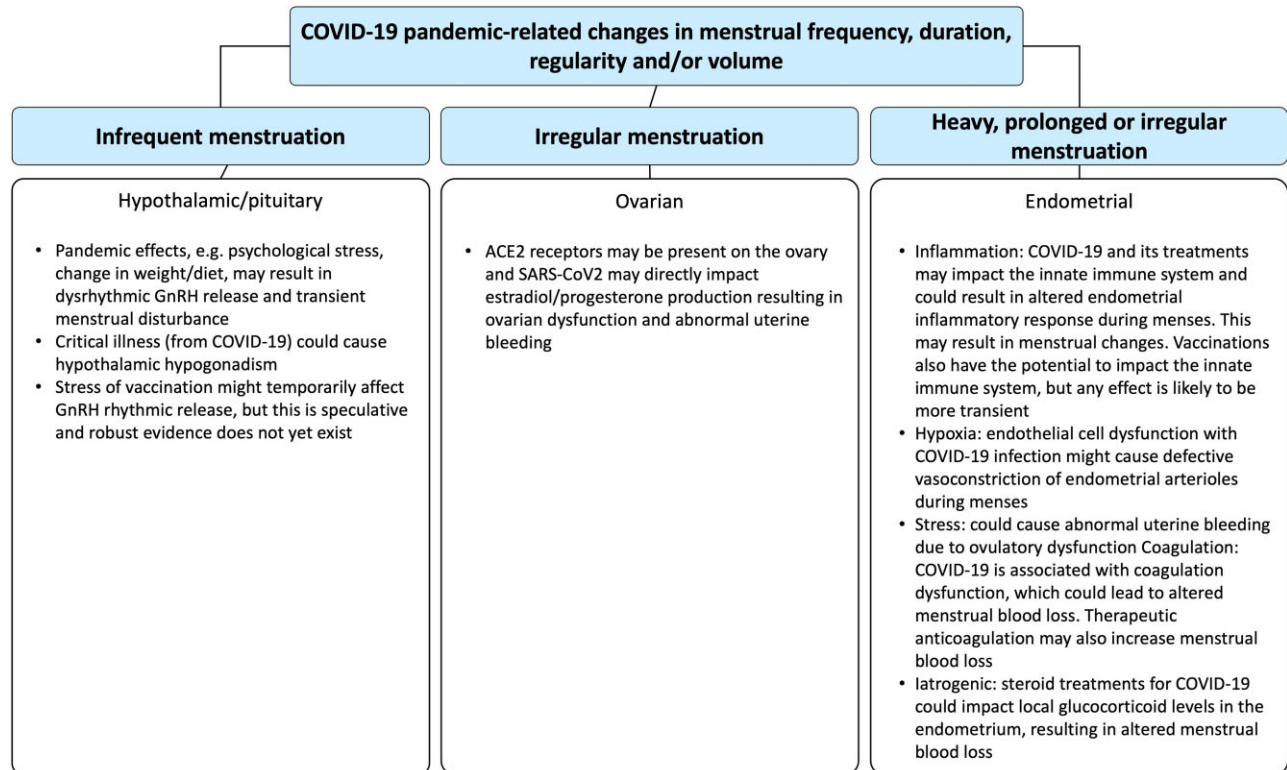 COVID-19 pandemic-related changes in menstrual frequency, duration,
regularity and/or volume
Infrequent menstruation
Hypothalamic/pituitary
• Pandemic effects, e.g. psychological stress,
change in weight/diet, may result in
dysrhythmic GnRH release and transient
menstrual disturbance
• Critical illness (from COVID-19) could cause
hypothalamic hypogonadism
• Stress of vaccination might temporarily affect
GnRH rhythmic release, but this is speculative
and robust evidence does not yet exist
Irregular menstruation
Ovarian
• ACE2 receptors may be present on the ovary
and SARS-CoV2 may directly impact
estradiol/progesterone production resulting in
ovarian dysfunction and abnormal uterine
bleeding
Heavy, prolonged or irregular
menstruation
Endometrial
• Inflammation: COVID-19 and its treatments
may impact the innate immune system and
could result in altered endometrial
inflammatory response during menses. This
may result in menstrual changes. Vaccinations
also have the potential to impact the innate
immune system, but any effect is likely to be
more transient
• Hypoxia: endothelial cell dysfunction with
COVID-19 infection might cause defective
vasoconstriction of endometrial arterioles
during menses
• Stress: could cause abnormal uterine bleeding
due to ovulatory dysfunction Coagulation:
COVID-19 is associated with coagulation
dysfunction, which could lead to altered
menstrual blood loss. Therapeutic
anticoagulation may also increase menstrual
blood loss
• Iatrogenic: steroid treatments for COVID-19
could impact local glucocorticoid levels in the
endometrium, resulting in altered menstrual
blood loss